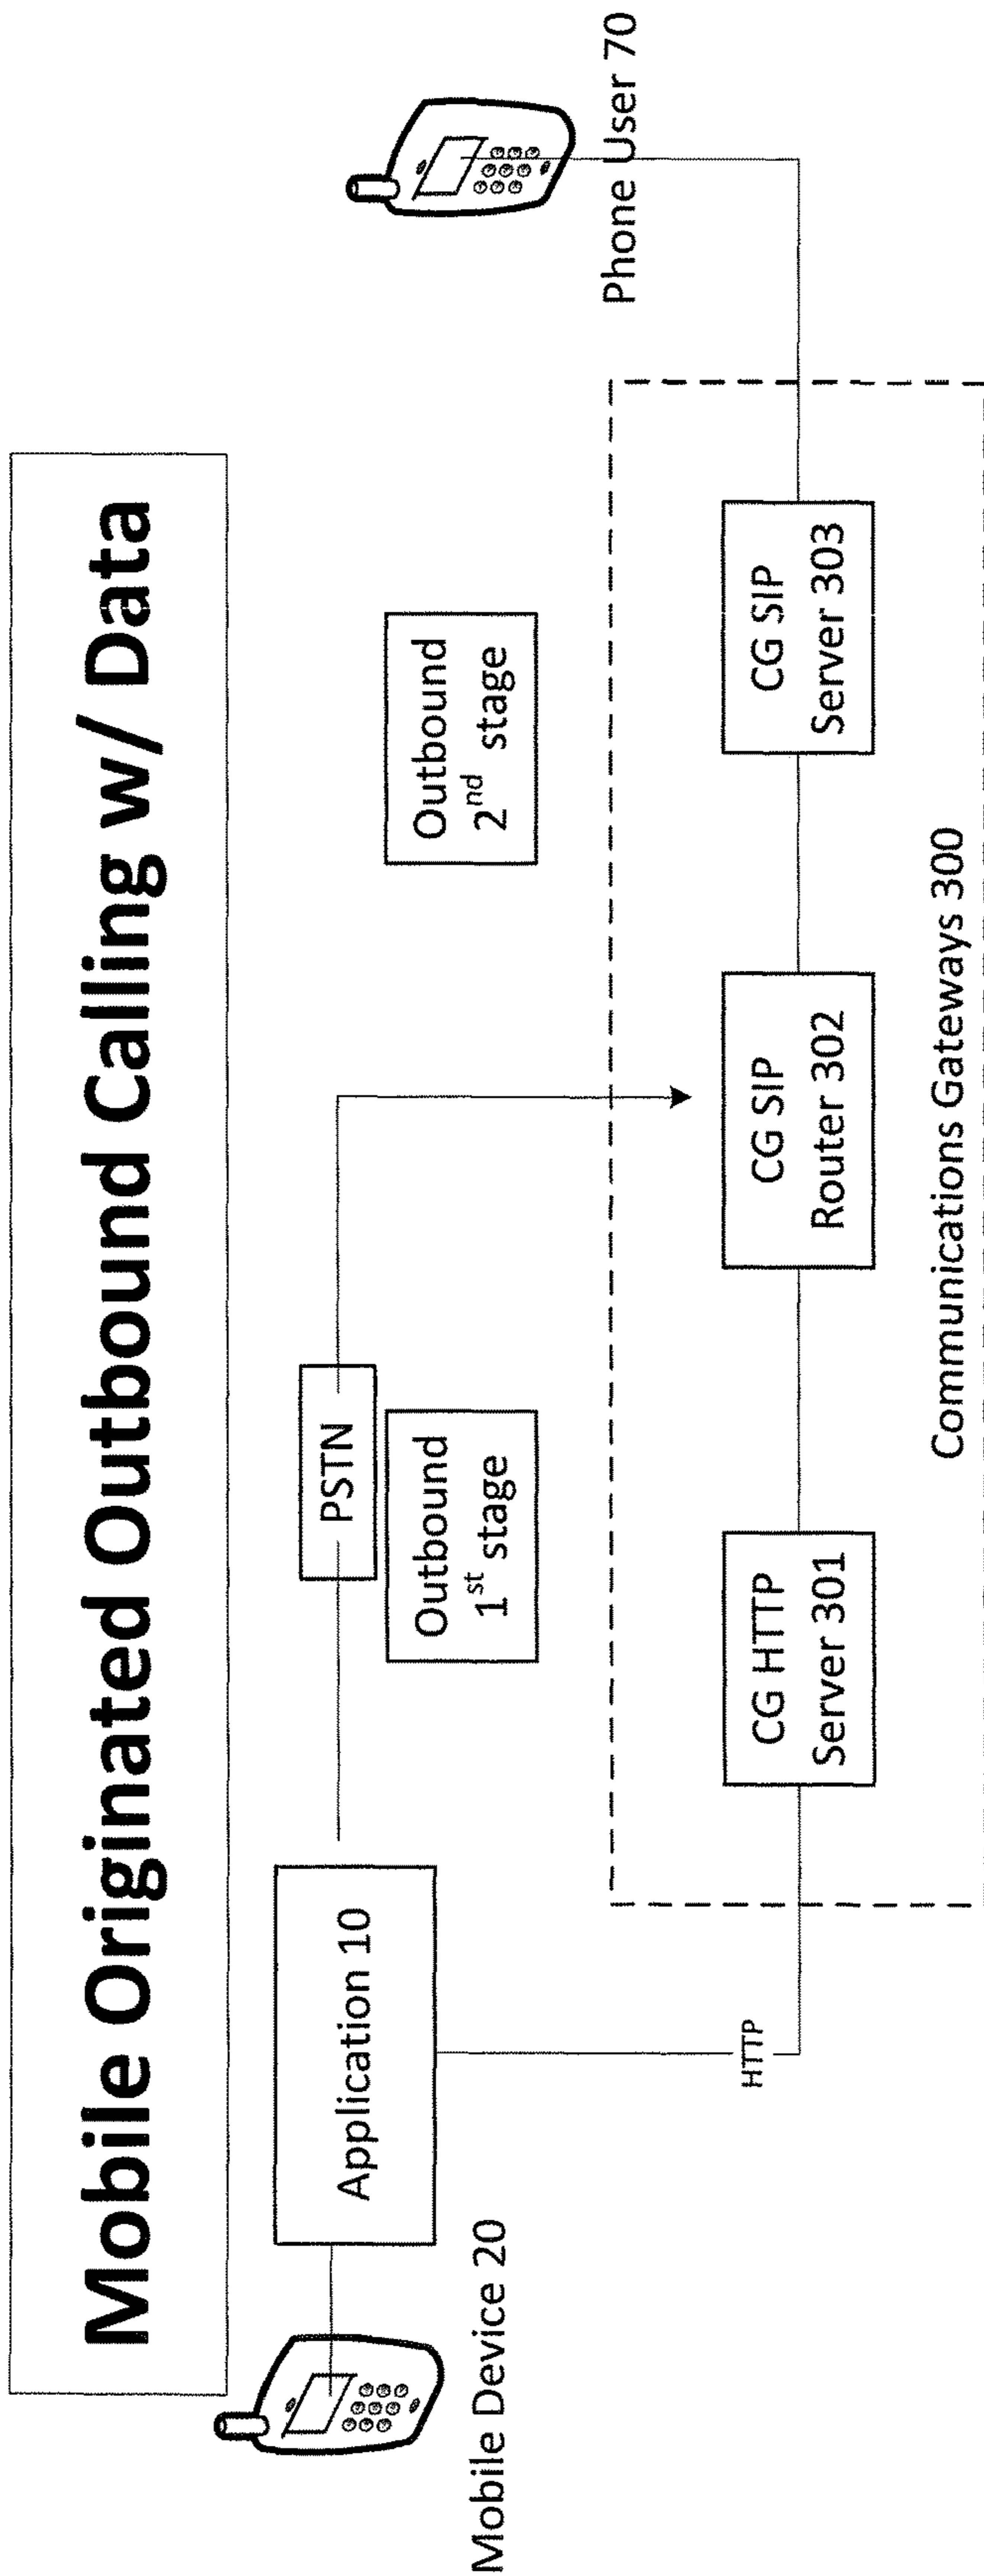 Mobile Originated Outbound Calling w/ Data
Mobile Device 20
Application 10
PSTN
Outbound
1st stage
Outbound
2nd stage
Phone User 70
HTTP
CG HTTP
Server 301
CG SIP
Router 302
CG SIP
Server 303
Communications Gateways 300